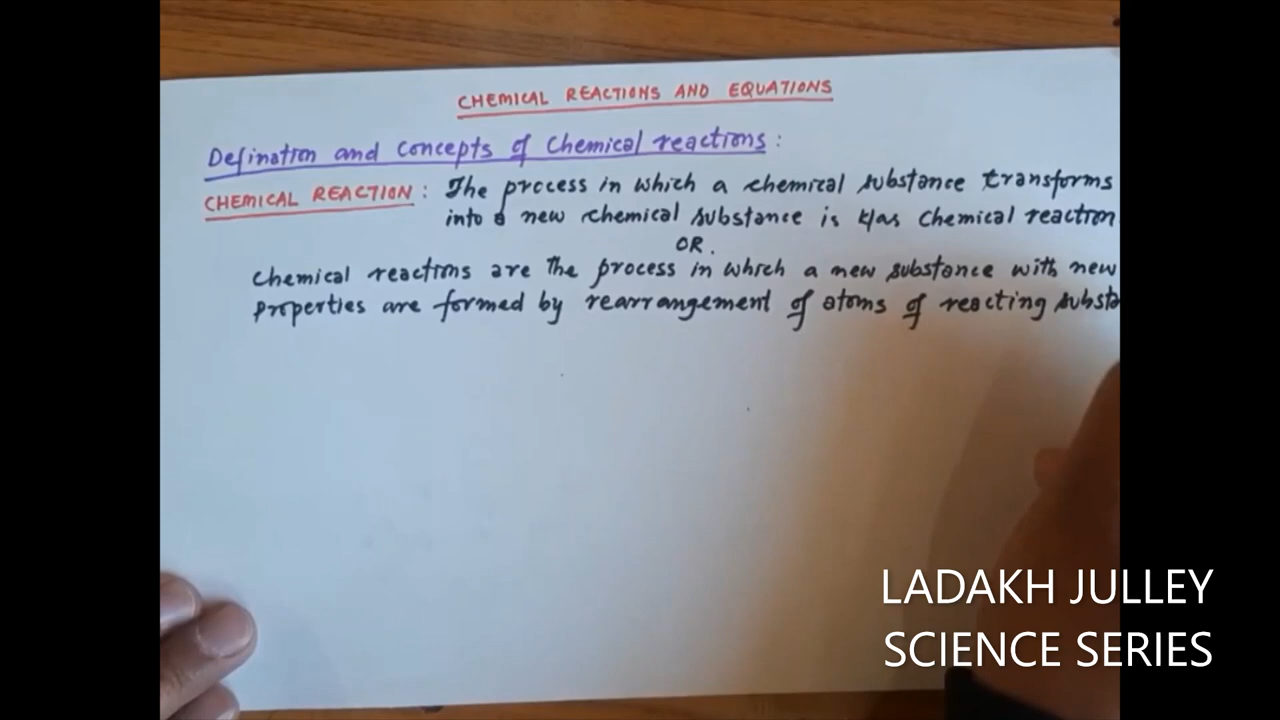 CHEMICAL REACTIONS AND EQUATIONS
Defination and concepts of Chemical reactions :
CHEMICAL REACTION : The process in which a chemical substance transforms
into a new chemical substance is k/as Chemical reaction
OR.
Chemical reactions are the process in which a new substance with new
Properties are formed by rearrangement of atoms of reacting substa
LADAKH JULLEY
SCIENCE SERIES